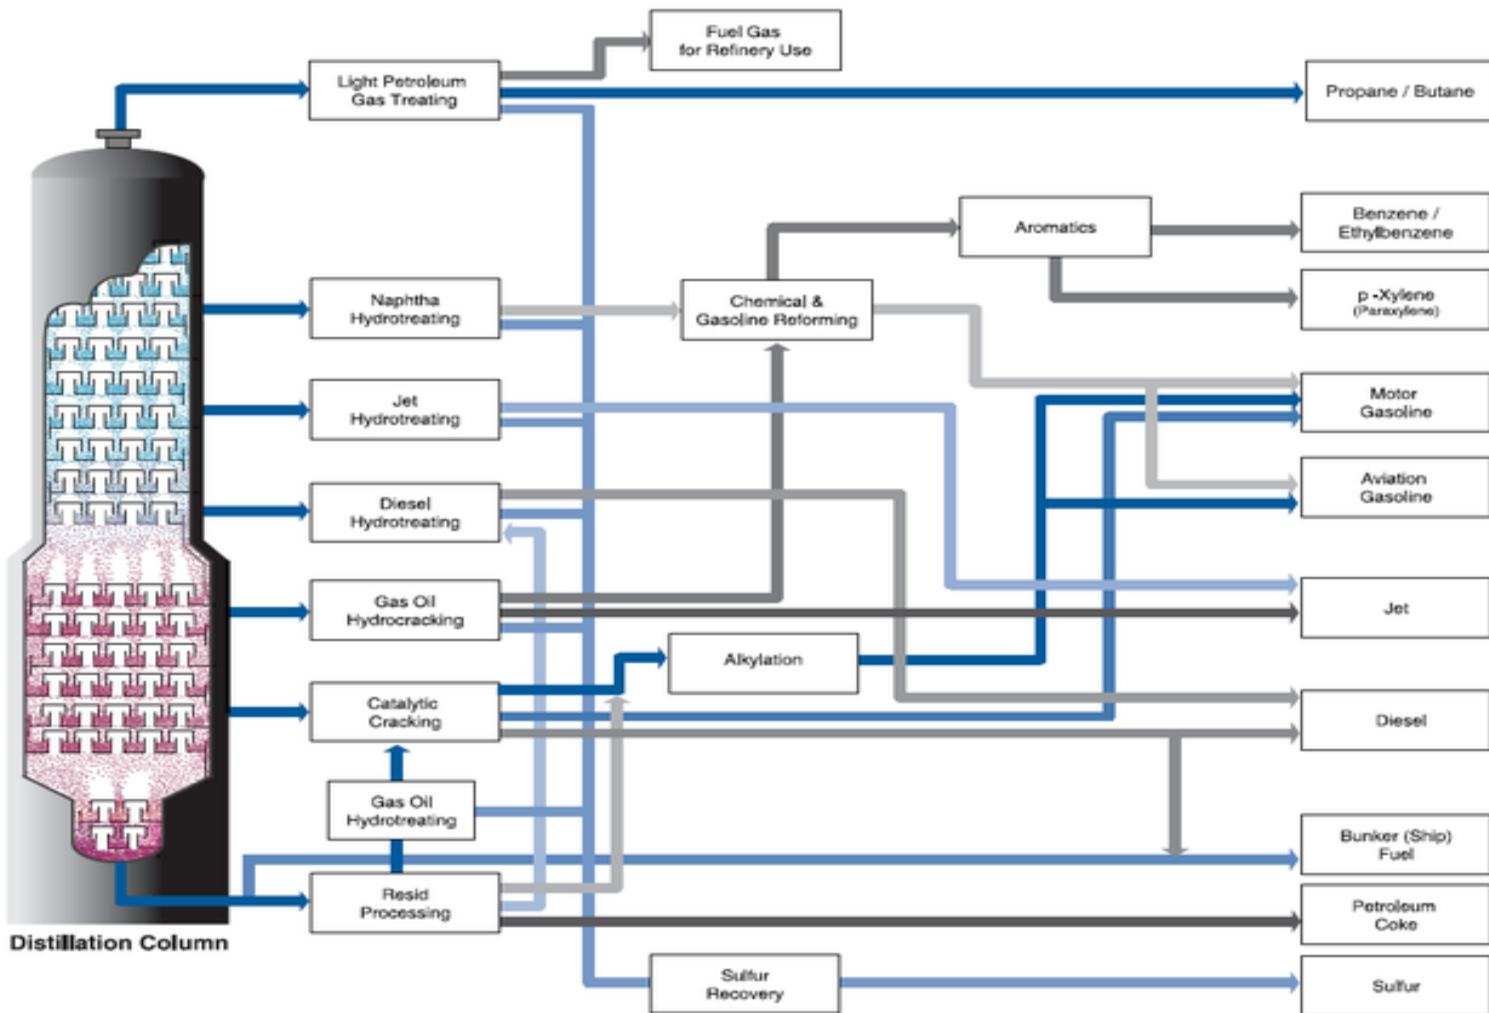 Fuel Gas
for Refinery Use
Light Petroleum
Gas Treating
Propane / Butane
Aromatics
Benzene /
Ethylbenzene
Naphtha
Hydrotreating
Chemical &
Gasoline Reforming
p -Xylene
(Paraxylene)
Jet
Hydrotreating
Motor
Gasoline
Diesel
Hydrotreating
Aviation
Gasoline
Gas Oil
Hydrocracking
Jet
Alkylation
Catalytic
Cracking
Diesel
Gas Oil
Hydrotreating
Bunker (Ship)
Fuel
Resid
Processing
Petroleum
Coke
Distillation Column
Sulfur
Recovery
Sulfur